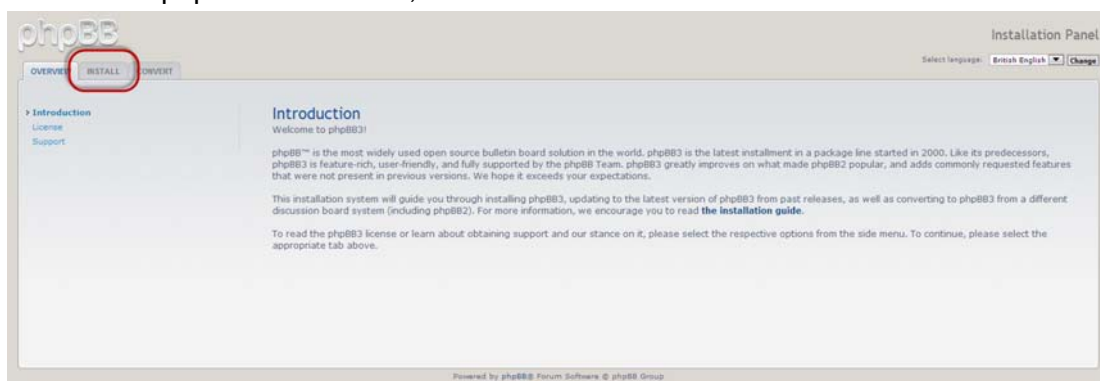 phpBB
Installation Panel
Select language: British English Change
OVERVIEW INSTALL CONVERT
Introduction
License
Support
Introduction
Welcome to phpBB3!
phpBB™ is the most widely used open source bulletin board solution in the world. phpBB3 is the latest installment in a package line started in 2000. Like its predecessors,
phpBB3 is feature-rich, user-friendly, and fully supported by the phpBB Team. phpBB3 greatly improves on what made phpBB2 popular, and adds commonly requested features
that were not present in previous versions. We hope it exceeds your expectations.
This installation system will guide you through installing phpBB3, updating to the latest version of phpBB3 from past releases, as well as converting to phpBB3 from a different
discussion board system (including phpBB2). For more information, we encourage you to read the installation guide.
To read the phpBB3 license or learn about obtaining support and our stance on it, please select the respective options from the side menu. To continue, please select the
appropriate tab above.
Powered by phpBB® Forum Software © phpBB Group